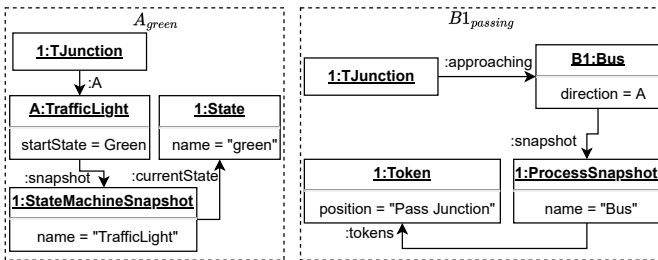 A_green
1:TJunction
:A
A:TrafficLight
startState = Green
1:State
name = "green"
:snapshot
:currentState
1:StateMachineSnapshot
name = "TrafficLight"
B1_passing
1:TJunction
:approaching
B1:Bus
direction = A
:snapshot
1:Token
position = "Pass Junction"
1:ProcessSnapshot
name = "Bus"
:tokens